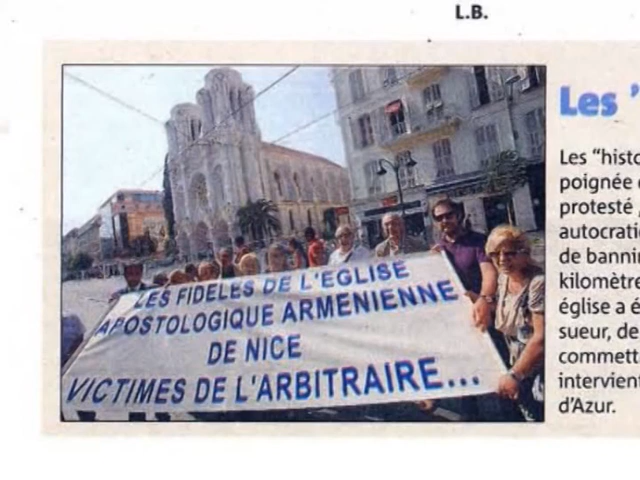 L.B.
LES FIDELES DE L'EGLISE
APOSTOLOGIQUE ARMENIENNE
DE NICE
VICTIMES DE L'ARBITRAIRE...
Les "
Les "histo
poignée
protesté
autocrati
de bannir
kilomètre
église a é
sueur, de
commett
intervient
d'Azur.